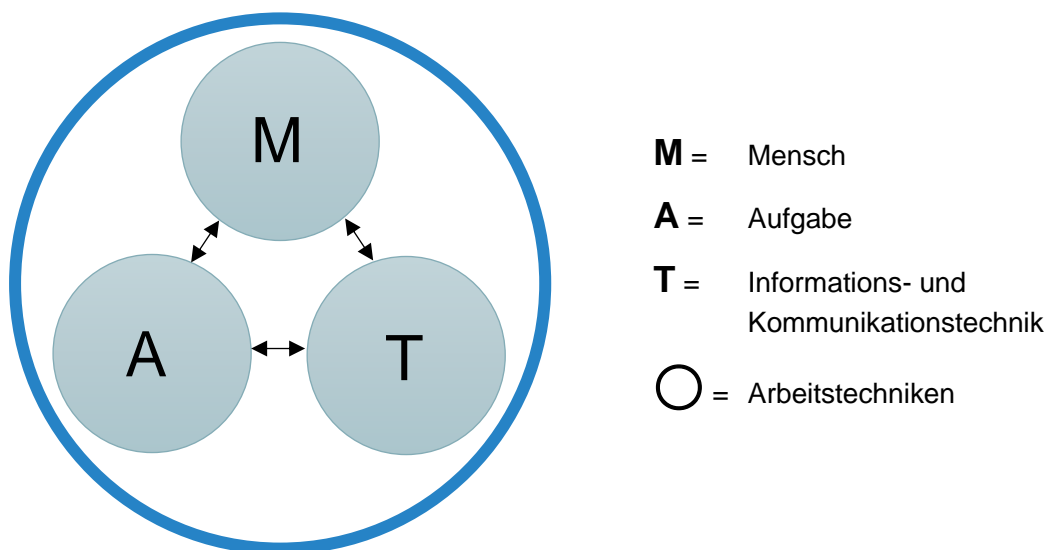 M
A
T
M = Mensch
A = Aufgabe
T = Informations- und
Kommunikationstechnik
= Arbeitstechniken